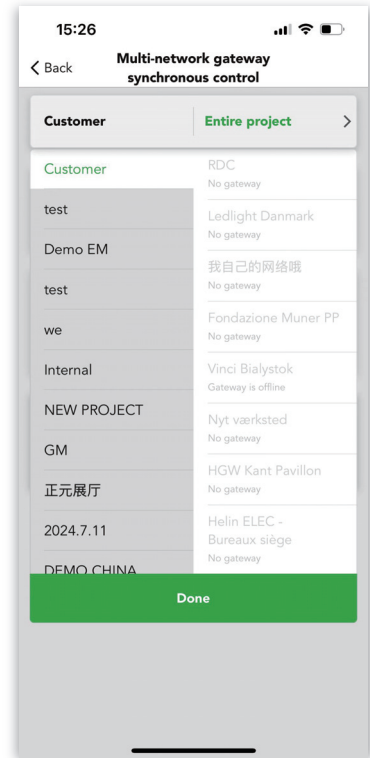 15:26
Back
Multi-network gateway
synchronous control
Customer
Entire project
Customer
test
Demo EM
test
we
Internal
NEW PROJECT
GM
正元展厅
2024.7.11
DEMO CHINA
RDC
No gateway
Ledlight Danmark
No gateway
我自己的网络哦
No gateway
Fondazione Muner PP
No gateway
Vinci Bialystok
Gateway is offline
Nyt værksted
No gateway
HGW Kant Pavillon
No gateway
Helin ELEC -
Bureaux siège
No gateway
Done